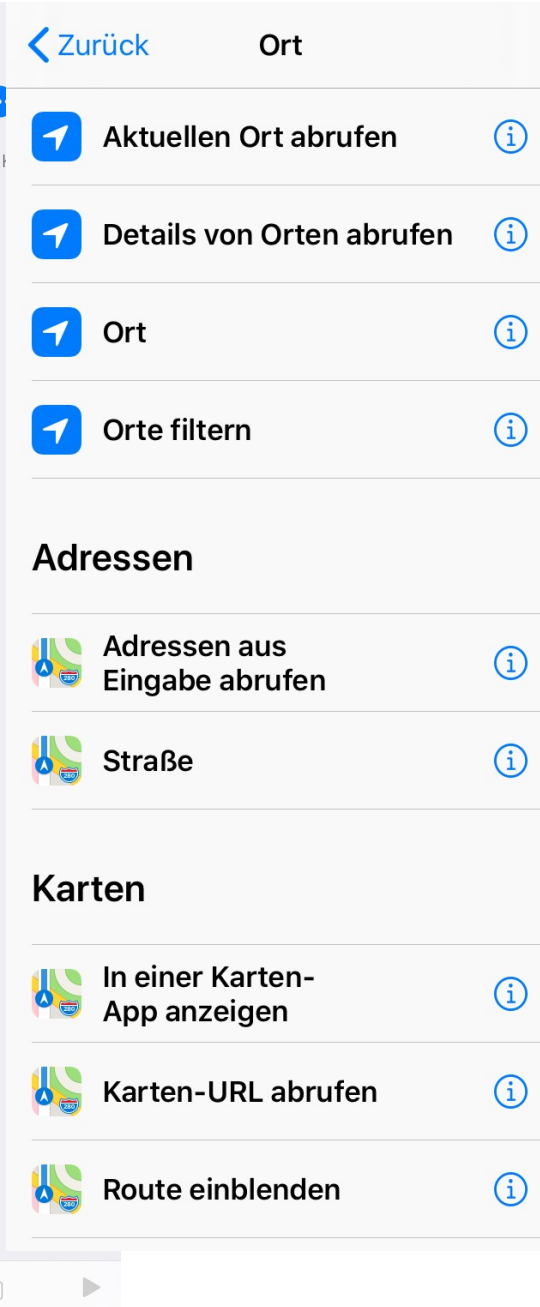 Zurück
Ort
Aktuellen Ort abrufen
Details von Orten abrufen
Ort
Orte filtern
Adressen
Adressen aus
Eingabe abrufen
Straße
Karten
In einer Karten-
App anzeigen
Karten-URL abrufen
Route einblenden